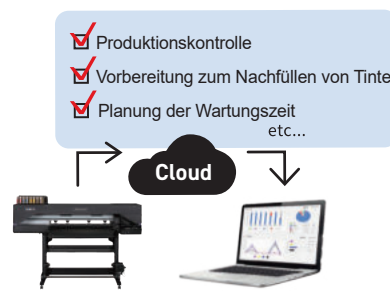 Produktionskontrolle
Vorbereitung zum Nachfüllen von Tinte
Planung der Wartungszeit
etc...
Cloud